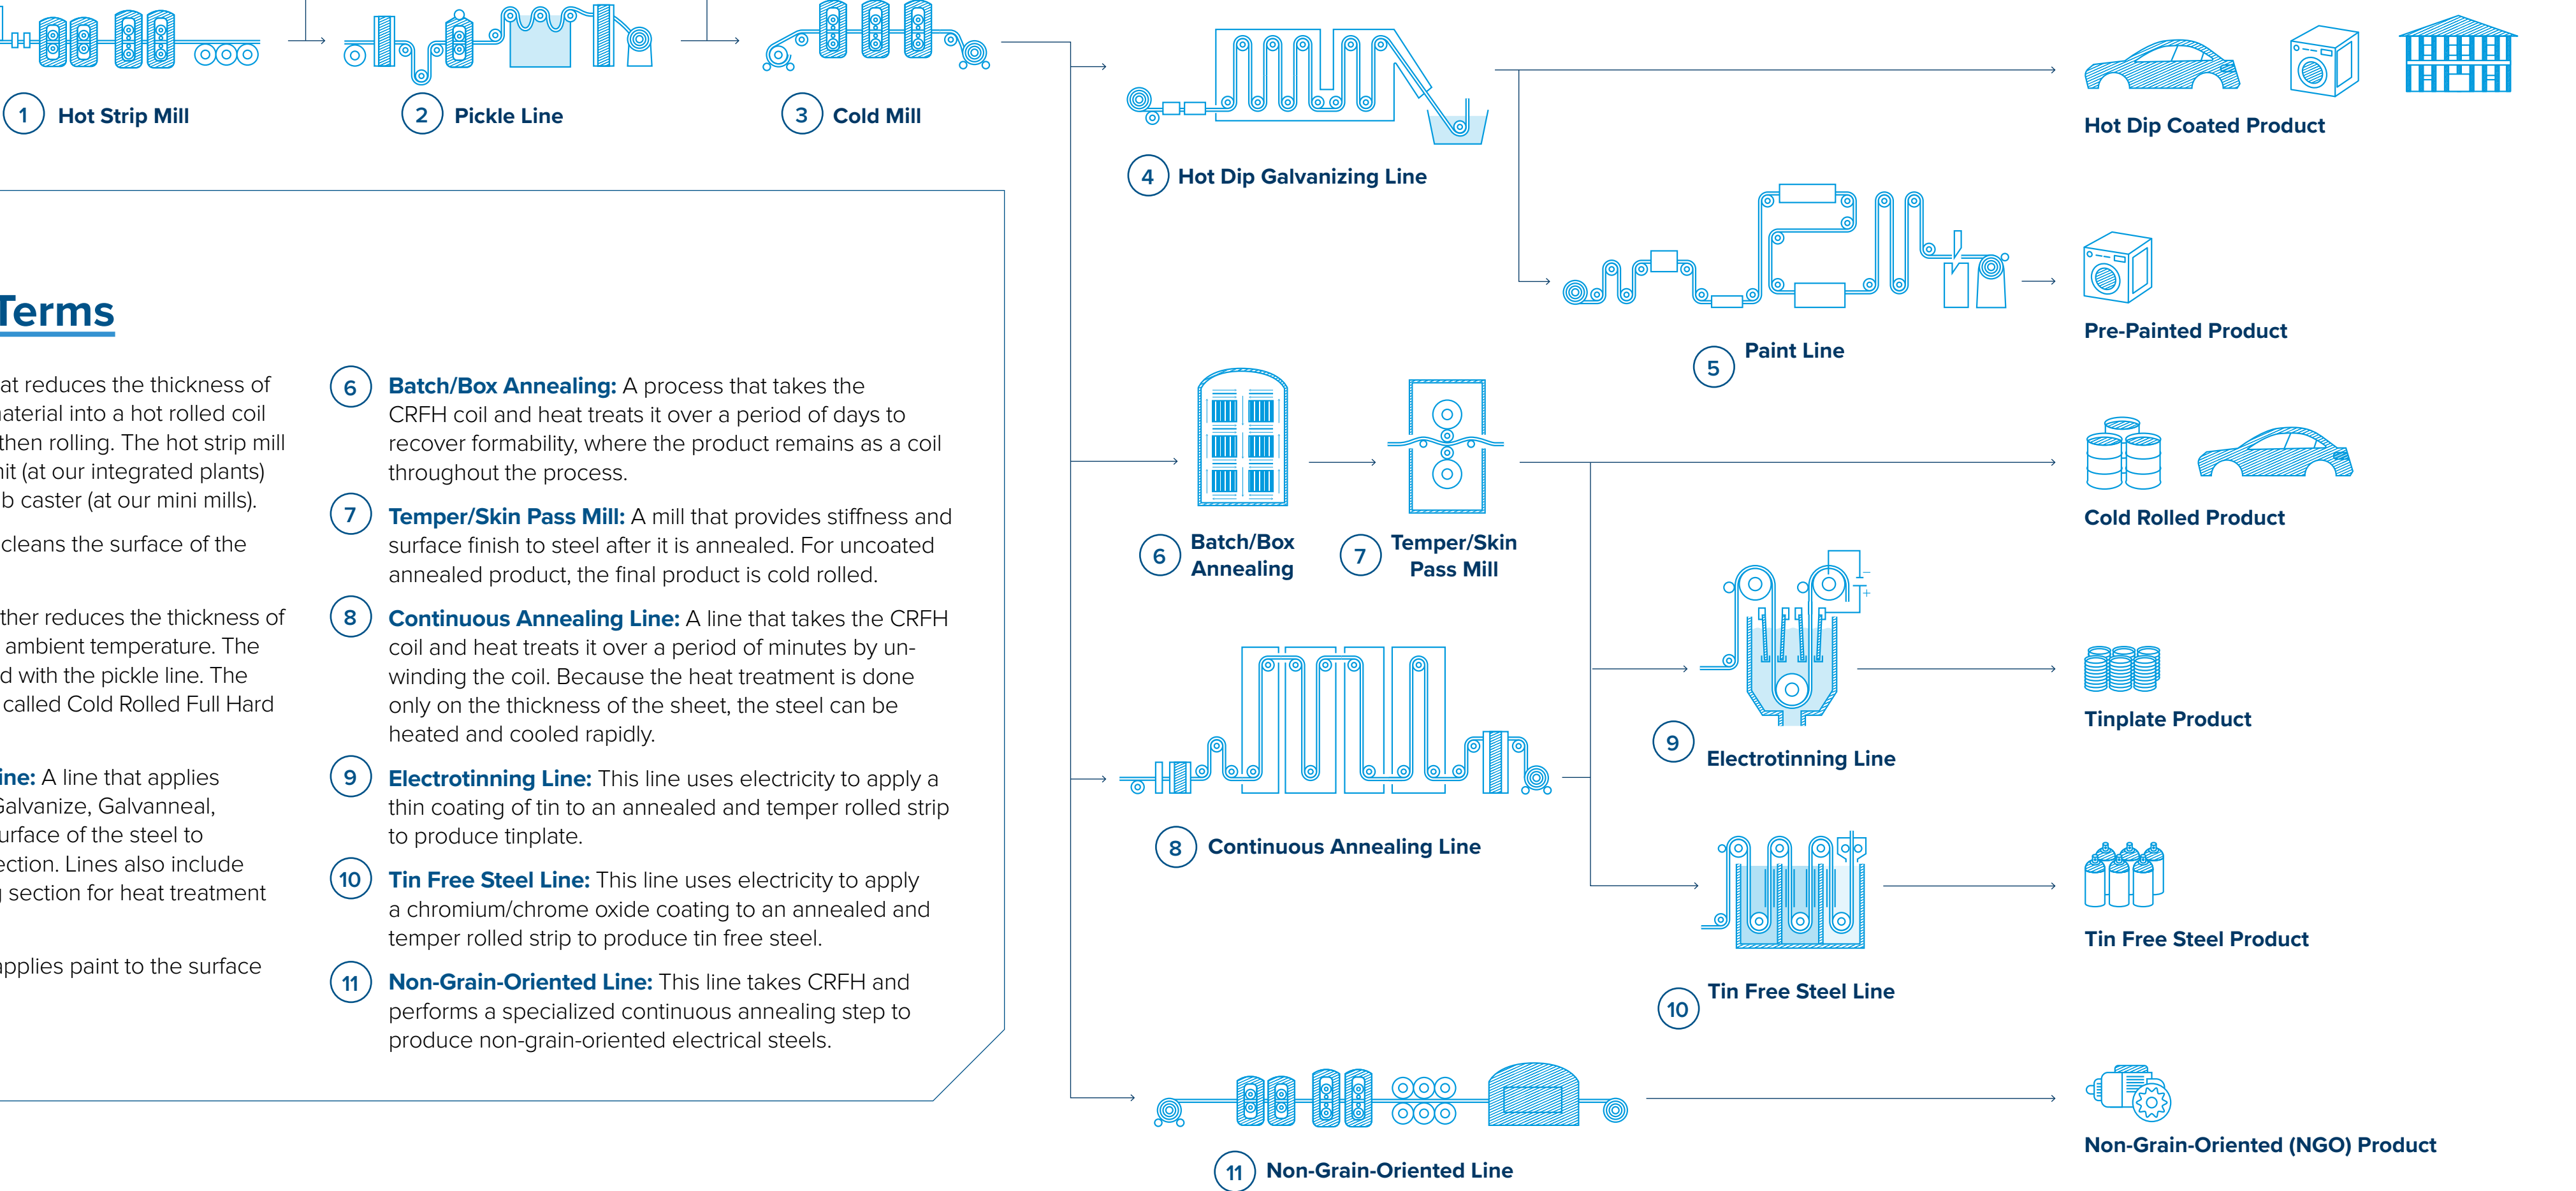 1 Hot Strip Mill
2 Pickle Line
3 Cold Mill
4 Hot Dip Galvanizing Line
Hot Dip Coated Product
5 Paint Line
Pre-Painted Product
6 Batch/Box
Annealing
7 Temper/Skin
Pass Mill
Cold Rolled Product
8 Continuous Annealing Line
9 Electrotinning Line
Tinplate Product
10 Tin Free Steel Line
Tin Free Steel Product
11 Non-Grain-Oriented Line
Non-Grain-Oriented (NGO) Product
Terms
at reduces the thickness of
aterial into a hot rolled coil
then rolling. The hot strip mill
nit (at our integrated plants)
b caster (at our mini mills).
cleans the surface of the
ther reduces the thickness of
ambient temperature. The
d with the pickle line. The
called Cold Rolled Full Hard
ine: A line that applies
Galvanize, Galvanneal,
urface of the steel to
ection. Lines also include
g section for heat treatment
applies paint to the surface
6 Batch/Box Annealing: A process that takes the
CRFH coil and heat treats it over a period of days to
recover formability, where the product remains as a coil
throughout the process.
7 Temper/Skin Pass Mill: A mill that provides stiffness and
surface finish to steel after it is annealed. For uncoated
annealed product, the final product is cold rolled.
8 Continuous Annealing Line: A line that takes the CRFH
coil and heat treats it over a period of minutes by un-
winding the coil. Because the heat treatment is done
only on the thickness of the sheet, the steel can be
heated and cooled rapidly.
9 Electrotinning Line: This line uses electricity to apply a
thin coating of tin to an annealed and temper rolled strip
to produce tinplate.
10 Tin Free Steel Line: This line uses electricity to apply
a chromium/chrome oxide coating to an annealed and
temper rolled strip to produce tin free steel.
11 Non-Grain-Oriented Line: This line takes CRFH and
performs a specialized continuous annealing step to
produce non-grain-oriented electrical steels.